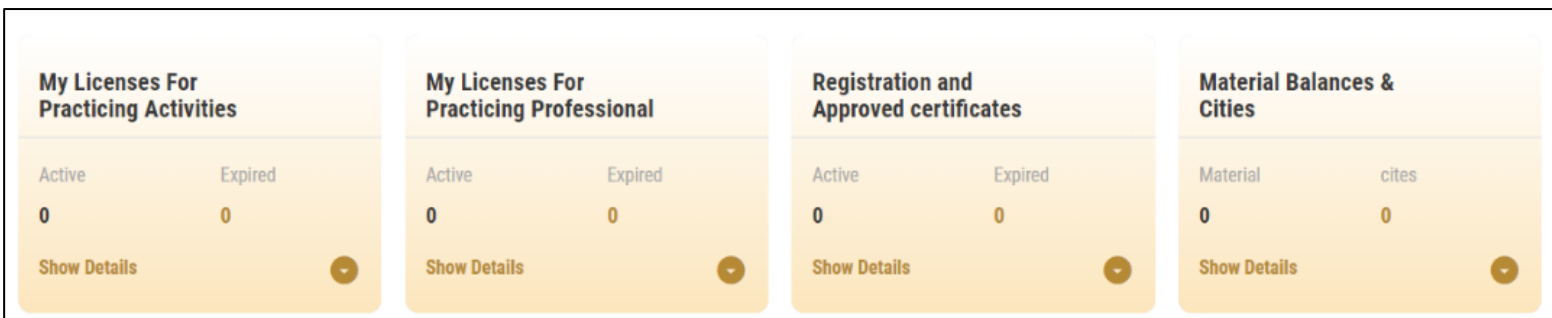 My Licenses For
Practicing Activities
Active Expired
0 0
Show Details
My Licenses For
Practicing Professional
Active Expired
0 0
Show Details
Registration and
Approved certificates
Active Expired
0 0
Show Details
Material Balances &
Cities
Material cites
0 0
Show Details